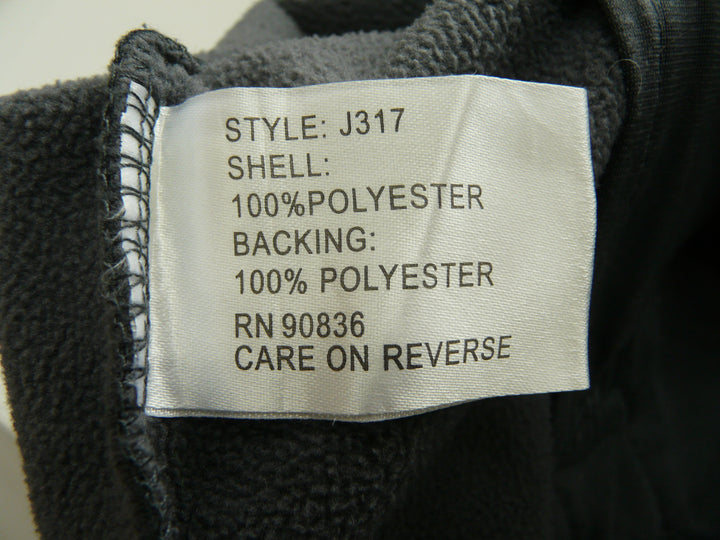 STYLE: J317
SHELL:
100%POLYESTER
BACKING:
100% POLYESTER
RN 90836
CARE ON REVERSE